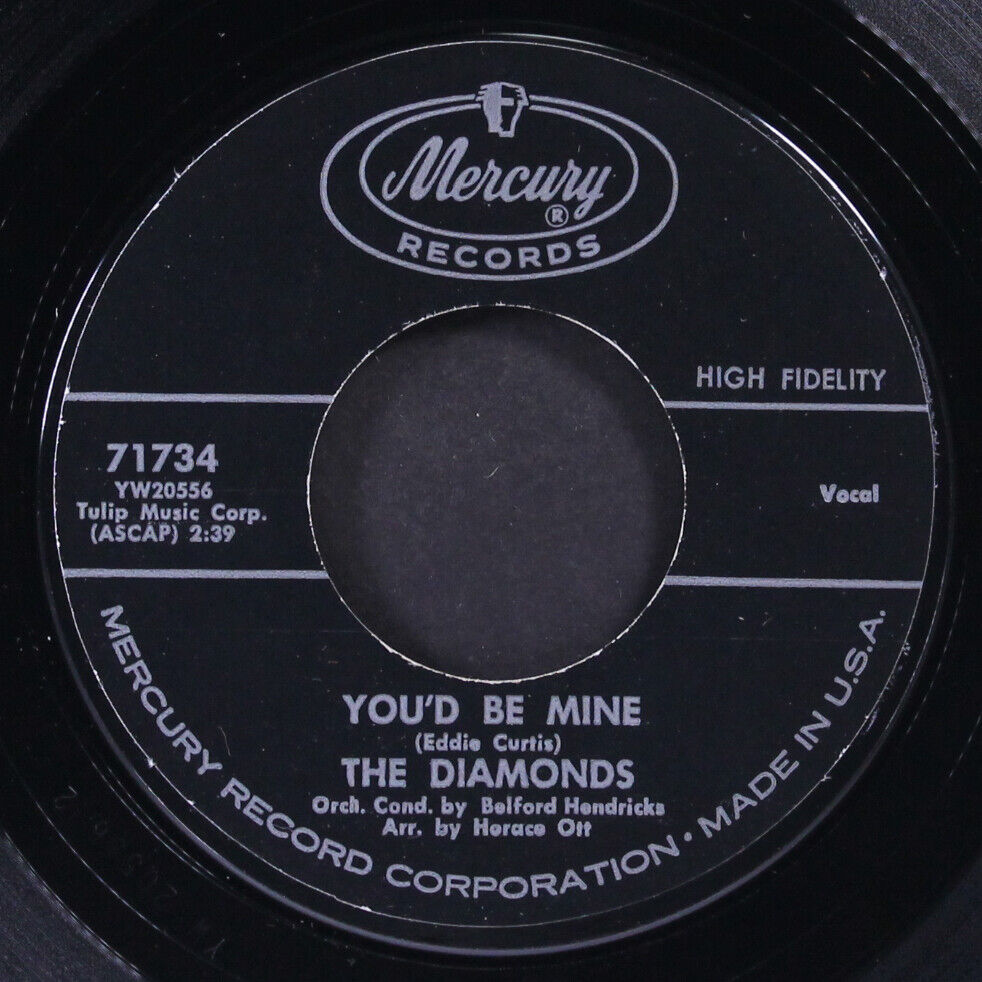 Mercury ®
RECORDS
HIGH FIDELITY
71734
YW20556
Tulip Music Corp.
(ASCAP) 2:39
Vocal
YOU'D BE MINE
(Eddie Curtis)
THE DIAMONDS
Orch. Cond. by Belford Hendricks
Arr. by Horace Ott
MERCURY RECORD CORPORATION • MADE IN U.S.A.